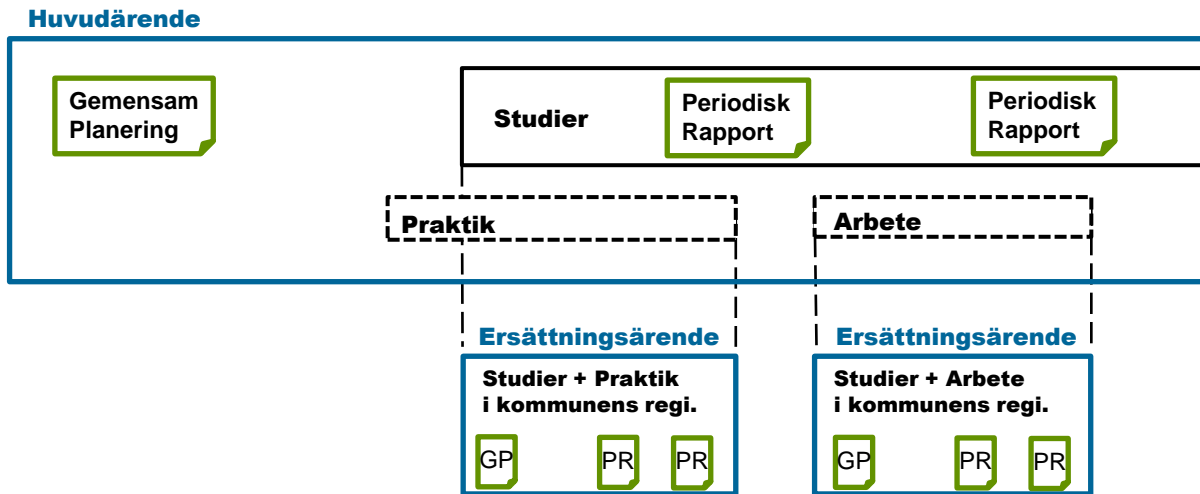 Huvudärende
Gemensam
Planering
Studier
Periodisk
Rapport
Periodisk
Rapport
Praktik
Arbete
Ersättningsärende
Studier + Praktik
i kommunens regi.
GP
PR
PR
Ersättningsärende
Studier + Arbete
i kommunens regi.
GP
PR
PR